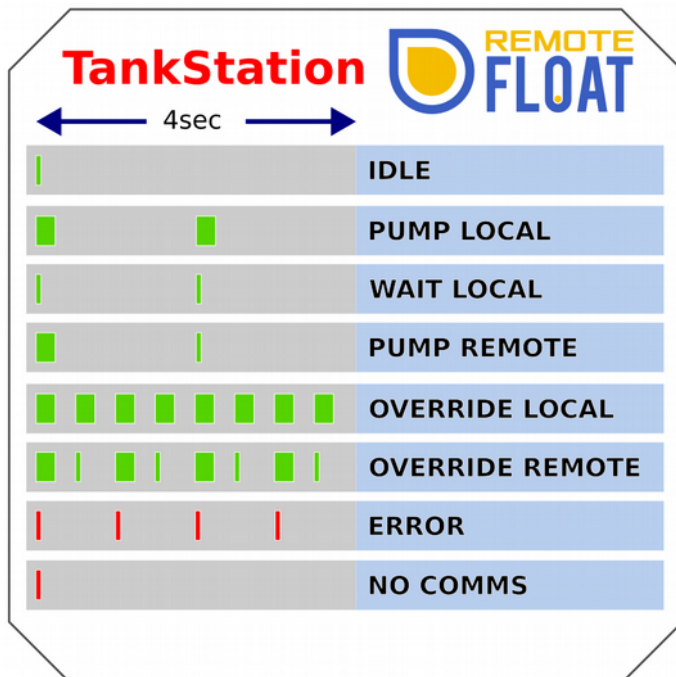 TankStation
REMOTE
FLOAT
4sec
IDLE
PUMP LOCAL
WAIT LOCAL
PUMP REMOTE
OVERRIDE LOCAL
OVERRIDE REMOTE
ERROR
NO COMMS